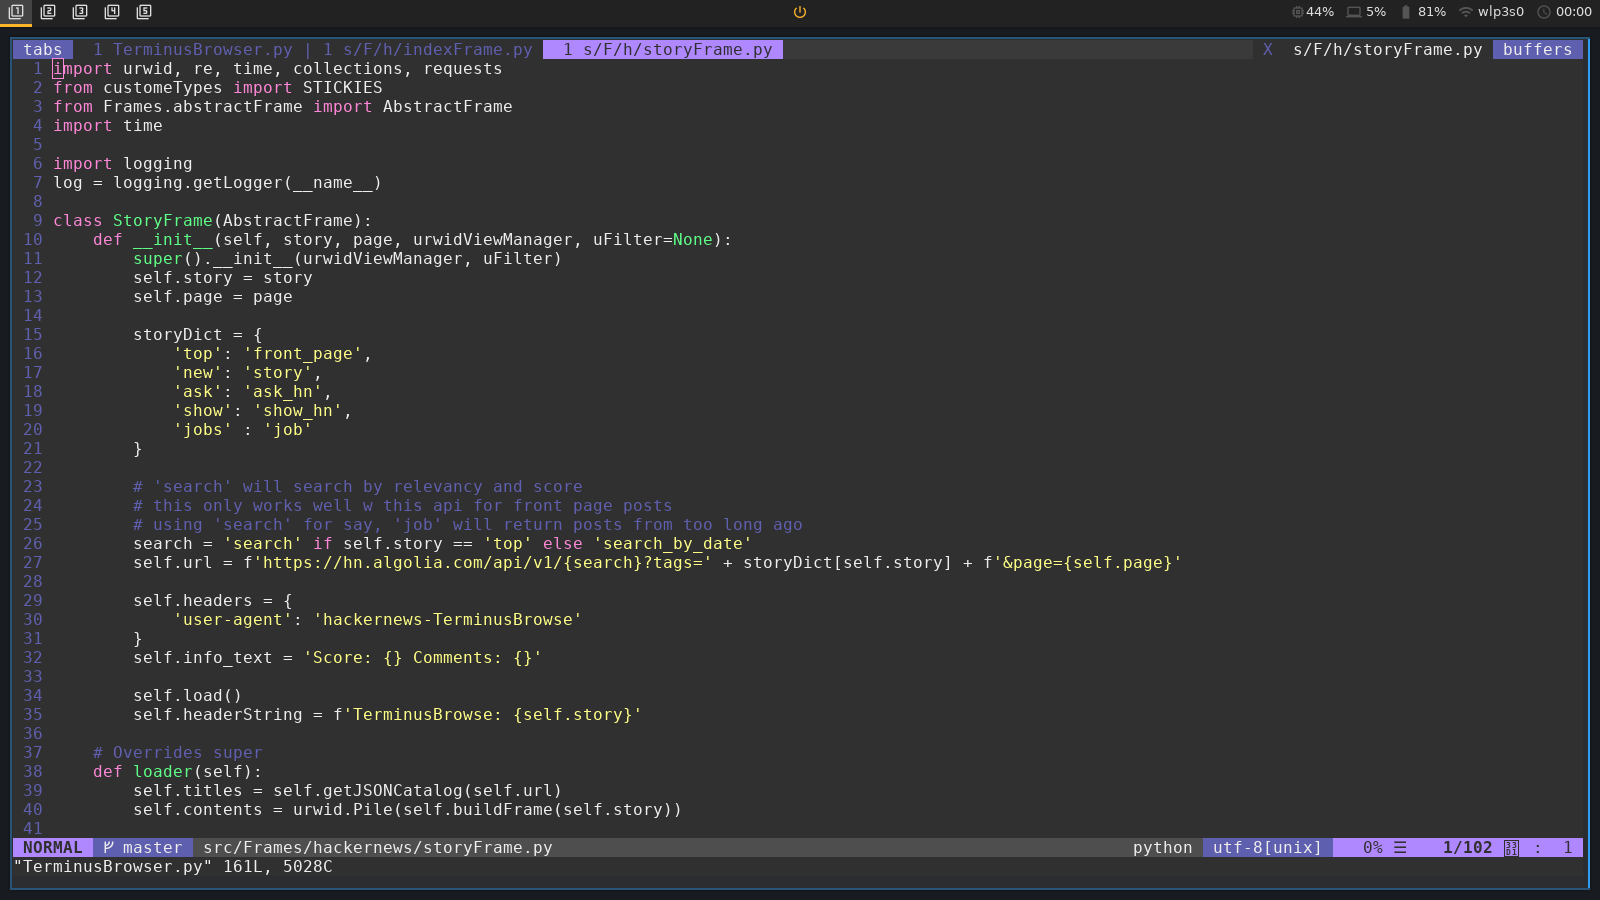 1 2 3 4 5 44% 5% 81% wlp3s0 00:00
tabs 1 TerminusBrowser.py | 1 s/F/h/indexFrame.py 1 s/F/h/storyFrame.py X s/F/h/storyFrame.py buffers
1 import urwid, re, time, collections, requests
2 from customeTypes import STICKIES
3 from Frames.abstractFrame import AbstractFrame
4 import time
5
6 import logging
7 log = logging.getLogger(__name__)
8
9 class StoryFrame(AbstractFrame):
10     def __init__(self, story, page, urwidViewManager, uFilter=None):
11         super().__init__(urwidViewManager, uFilter)
12         self.story = story
13         self.page = page
14
15         storyDict = {
16             'top': 'front_page',
17             'new': 'story',
18             'ask': 'ask_hn',
19             'show': 'show_hn',
20             'jobs' : 'job'
21         }
22
23         # 'search' will search by relevancy and score
24         # this only works well w this api for front page posts
25         # using 'search' for say, 'job' will return posts from too long ago
26         search = 'search' if self.story == 'top' else 'search_by_date'
27         self.url = f'https://hn.algolia.com/api/v1/{search}?tags=' + storyDict[self.story] + f'&page={self.page}'
28
29         self.headers = {
30             'user-agent': 'hackernews-TerminusBrowse'
31         }
32         self.info_text = 'Score: {} Comments: {}'
33
34         self.load()
35         self.headerString = f'TerminusBrowse: {self.story}'
36
37     # Overrides super
38     def loader(self):
39         self.titles = self.getJSONCatalog(self.url)
40         self.contents = urwid.Pile(self.buildFrame(self.story))
41
NORMAL master src/Frames/hackernews/storyFrame.py python utf-8[unix] 0% ☰ 1/102 : 1
"TerminusBrowser.py" 161L, 5028C